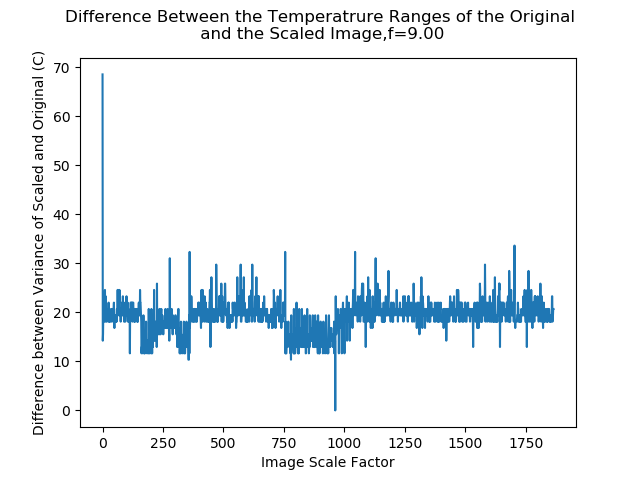 Difference Between the Temperatrure Ranges of the Original
and the Scaled Image,f=9.00
Difference between Variance of Scaled and Original (C)
70
60
50
40
30
20
10
0
0 250 500 750 1000 1250 1500 1750
Image Scale Factor